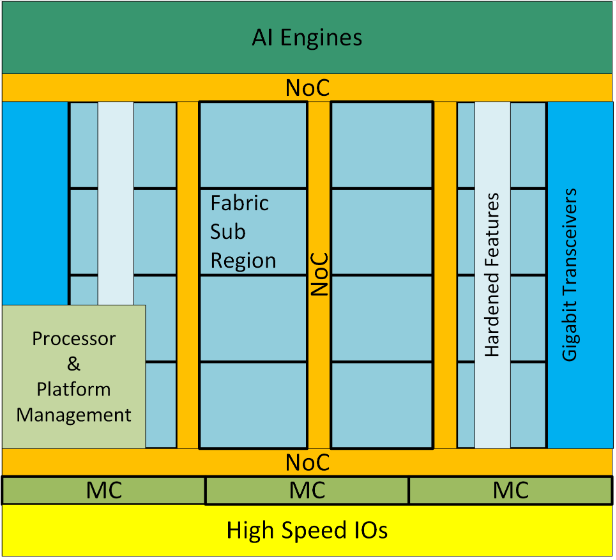 AI Engines
NoC
Fabric
Sub
Region
NoC
Hardened Features
Gigabit Transceivers
Processor
&
Platform
Management
NoC
MC
MC
MC
High Speed IOs